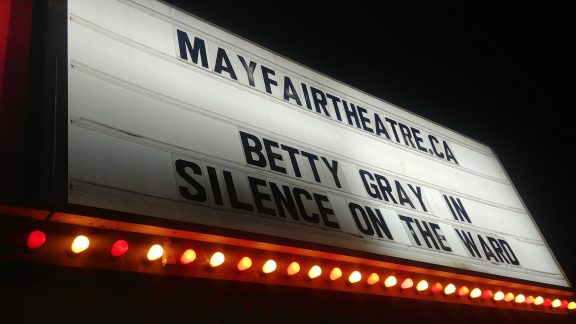 MAYFAIRTHEATRE.CA
BETTY GRAY IN
SILENCE ON THE WARD